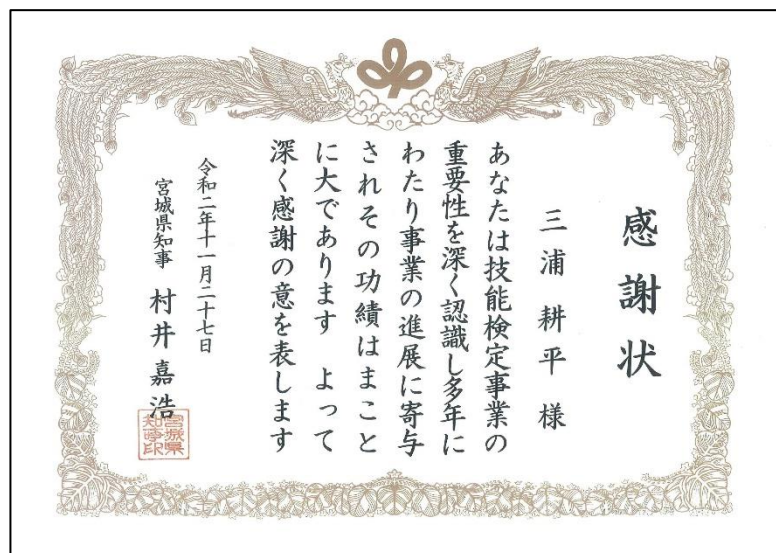 感謝状
三浦耕平様
あなたは技能検定事業の
重要性を深く認識し多年に
わたり事業の進展に寄与
されその功績はまこと
に大であります よって
深く感謝の意を表します
令和二年十一月二十七日
宮城県知事 村井嘉浩
宮城県
知事印